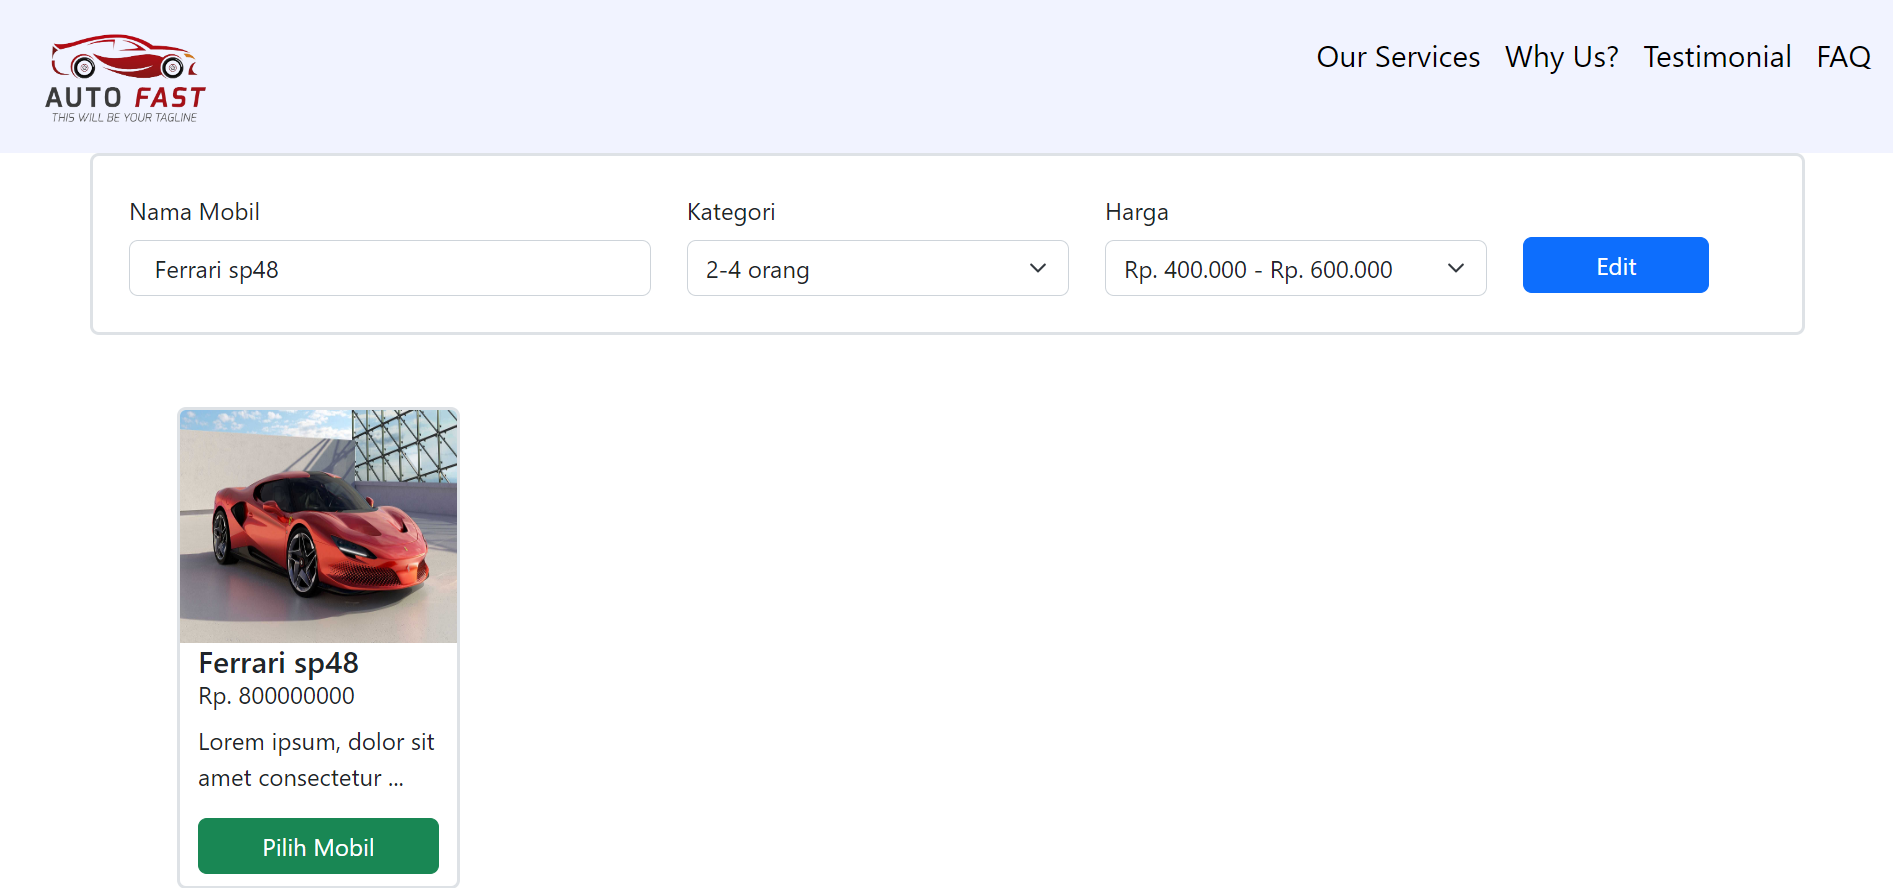 AUTO FAST
THIS WILL BE YOUR TAGLINE
Our Services Why Us? Testimonial FAQ
Nama Mobil Kategori Harga
Ferrari sp48 2-4 orang Rp. 400.000 - Rp. 600.000 Edit
Ferrari sp48
Rp. 800000000
Lorem ipsum, dolor sit
amet consectetur ...
Pilih Mobil